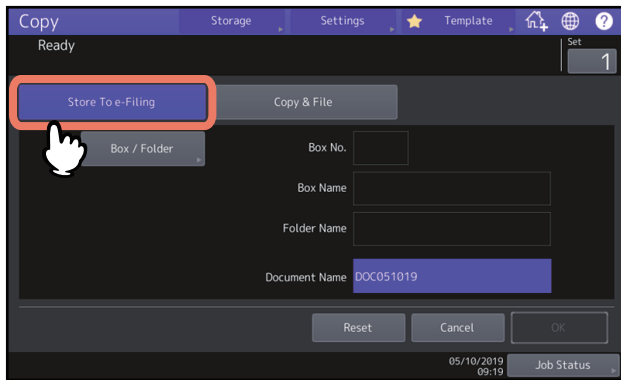 Copy
Storage
Settings
Template
?
Ready
Set
1
Store To e-Filing
Copy & File
Box / Folder
Box No.
Box Name
Folder Name
Document Name DOC051019
Reset
Cancel
OK
05/10/2019
09:19
Job Status